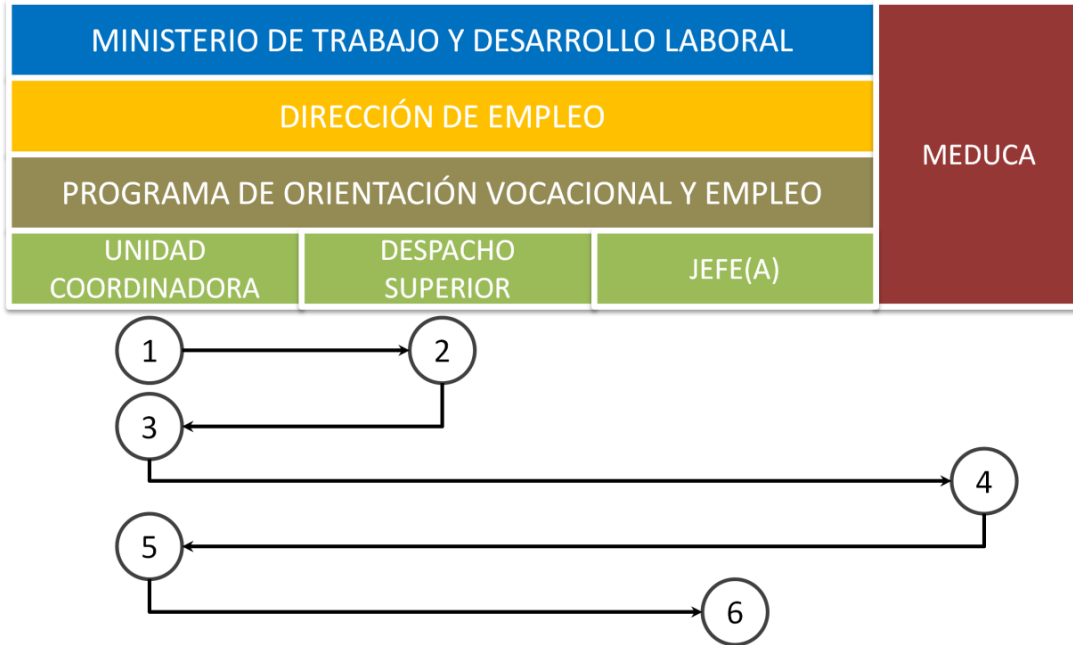 MINISTERIO DE TRABAJO Y DESARROLLO LABORAL
DIRECCIÓN DE EMPLEO
MEDUCA
PROGRAMA DE ORIENTACIÓN VOCACIONAL Y EMPLEO
UNIDAD
COORDINADORA
DESPACHO
SUPERIOR
JEFE(A)
1
2
3
4
5
6